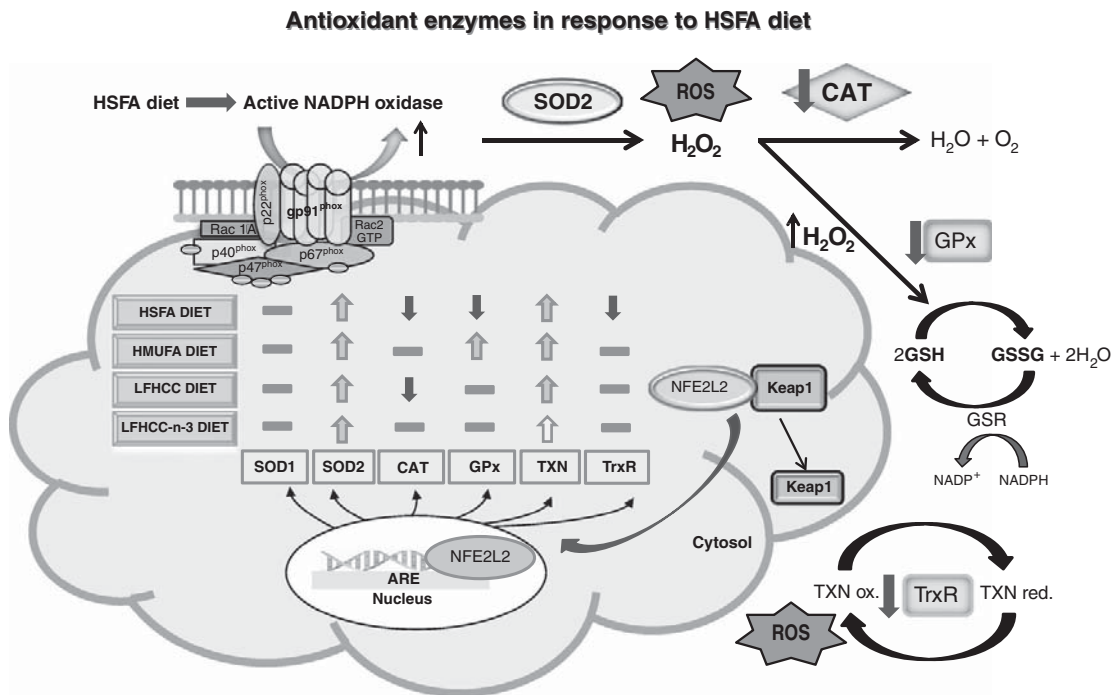 Antioxidant enzymes in response to HSFA diet
HSFA diet
Active NADPH oxidase
SOD2
ROS
CAT
H₂O₂
H₂O + O₂
p22phox
gp91phox
Rac 1/A
Rac2
GTP
p40phox
p67phox
p47phox
H₂O₂
GPx
HSFA DIET
HMUFA DIET
LFHCC DIET
LFHCC-n-3 DIET
SOD1
SOD2
CAT
GPx
TXN
TrxR
NFE2L2
Keap1
Keap1
2GSH
GSSG + 2H₂O
GSR
NADP⁺
NADPH
NFE2L2
ARE
Nucleus
Cytosol
TXN ox.
TrxR
TXN red.
ROS